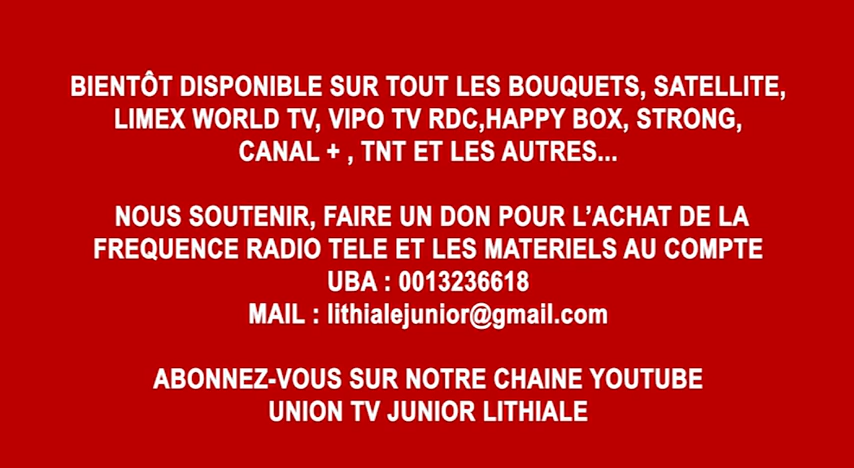 BIENTÔT DISPONIBLE SUR TOUT LES BOUQUETS, SATELLITE,
LIMEX WORLD TV, VIPO TV RDC,HAPPY BOX, STRONG,
CANAL + , TNT ET LES AUTRES...
NOUS SOUTENIR, FAIRE UN DON POUR L’ACHAT DE LA
FREQUENCE RADIO TELE ET LES MATERIELS AU COMPTE
UBA : 0013236618
MAIL : lithialejunior@gmail.com
ABONNEZ-VOUS SUR NOTRE CHAINE YOUTUBE
UNION TV JUNIOR LITHIALE